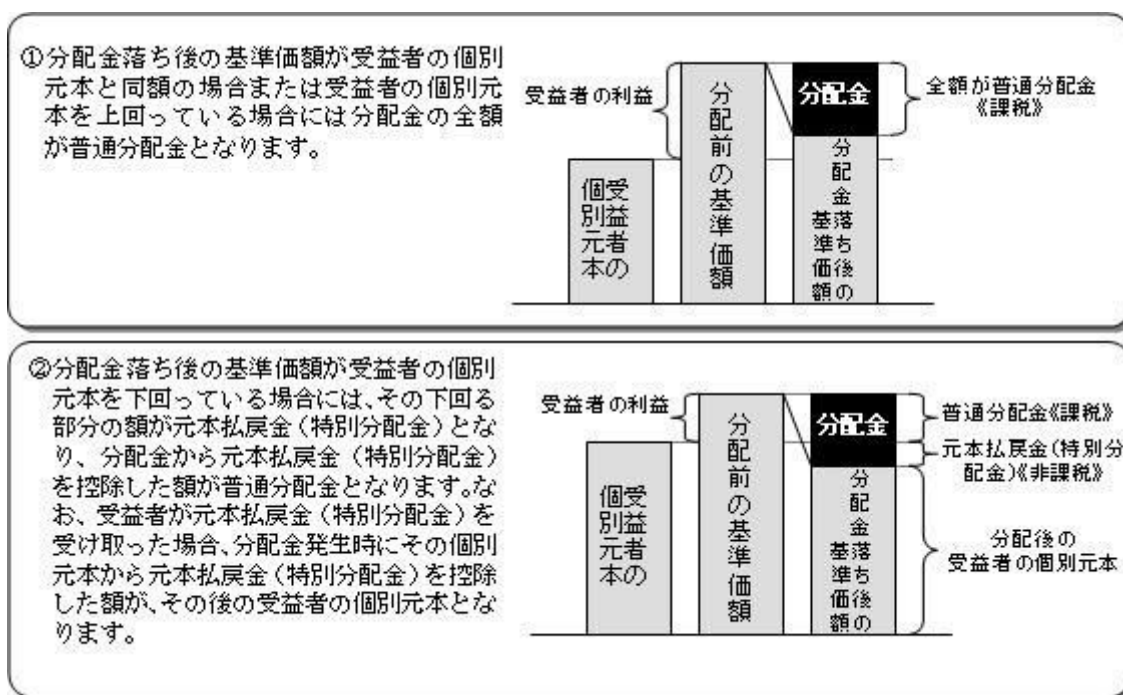 ①分配金落ち後の基準価額が受益者の個別
元本と同額の場合または受益者の個別元
本を上回っている場合には分配金の全額
が普通分配金となります。
受益者の利益
受益者の
個別元本
分配前の基準価額
分配金
分配金落ち後の
基準価額
全額が普通分配金
《課税》
②分配金落ち後の基準価額が受益者の個別
元本を下回っている場合には、その下回る
部分の額が元本払戻金（特別分配金）とな
り、分配金から元本払戻金（特別分配金）
を控除した額が普通分配金となります。な
お、受益者が元本払戻金（特別分配金）を
受け取った場合、分配金発生時にその個別
元本から元本払戻金（特別分配金）を控除
した額が、その後の受益者の個別元本とな
ります。
受益者の利益
受益者の
個別元本
分配前の基準価額
分配金
分配金落ち後の
基準価額
普通分配金《課税》
元本払戻金(特別分
配金)《非課税》
分配後の
受益者の個別元本